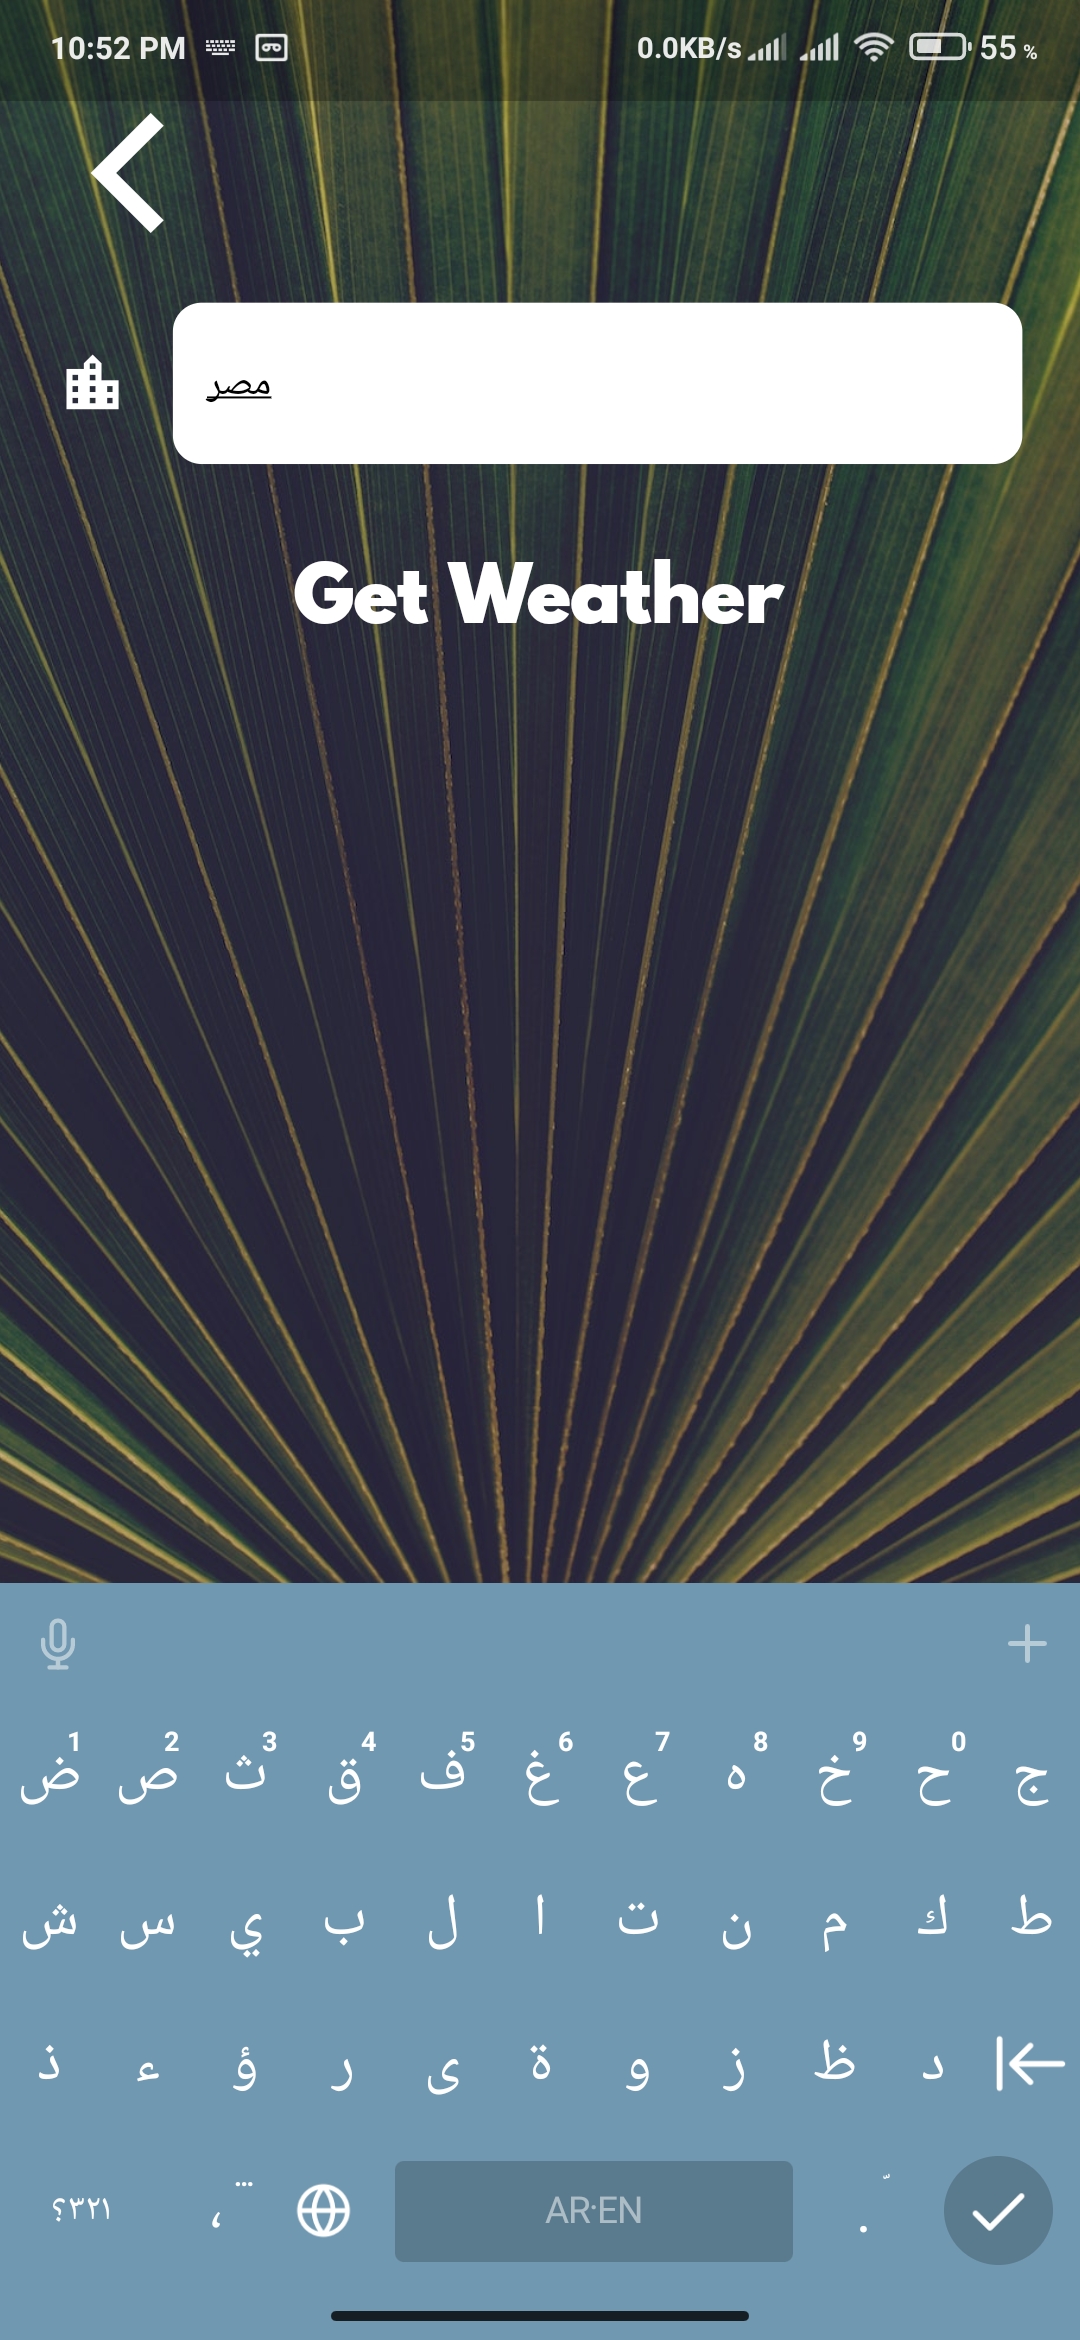 10:52 PM 0.0KB/s 55 %
مصر
Get Weather
1 2 3 4 5 6 7 8 9 0
ض ص ث ق ف غ ع ه خ ح ج
ش س ي ب ل ا ت ن م ك ط
ذ ء ؤ ر ى ة و ز ظ د
؟٣٢١ ، ... AR·EN .